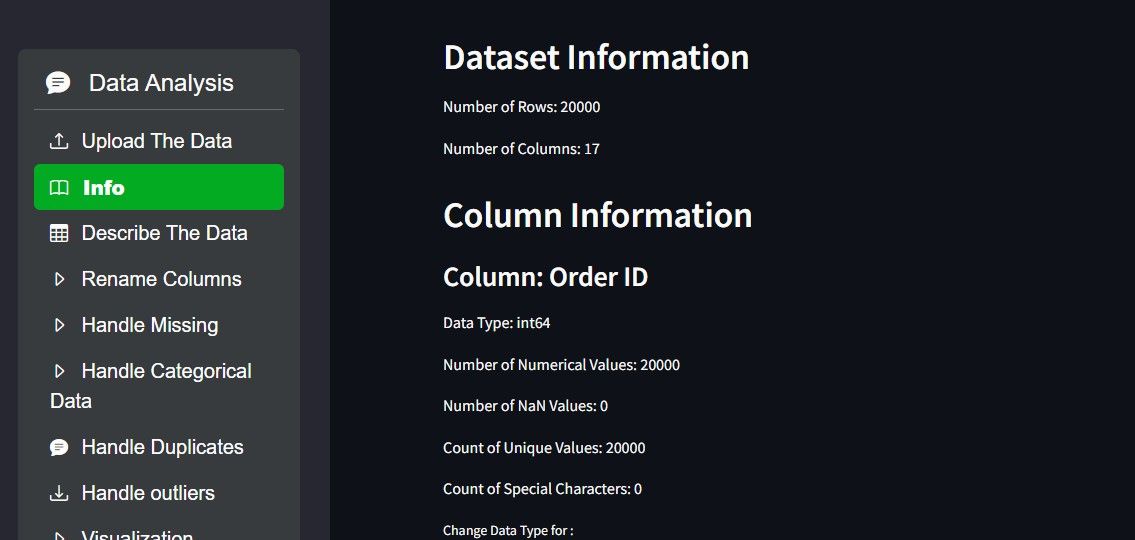 Data Analysis
Upload The Data
Info
Describe The Data
Rename Columns
Handle Missing
Handle Categorical
Data
Handle Duplicates
Handle outliers
Visualization
Dataset Information
Number of Rows: 20000
Number of Columns: 17
Column Information
Column: Order ID
Data Type: int64
Number of Numerical Values: 20000
Number of NaN Values: 0
Count of Unique Values: 20000
Count of Special Characters: 0
Change Data Type for :